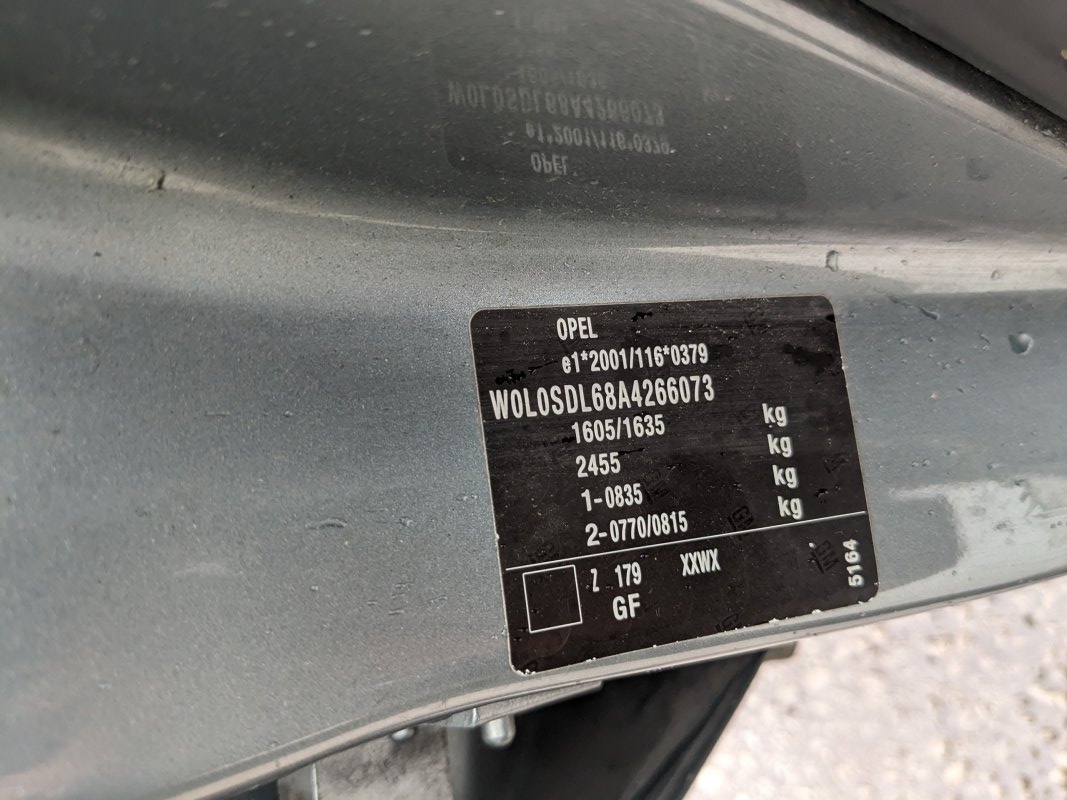 OPEL
e1*2001/116*0379
W0L0SDL68A4266073
1605/1635 kg
2455 kg
1-0835 kg
2-0770/0815 kg
Z 179 XXWX
GF
5164